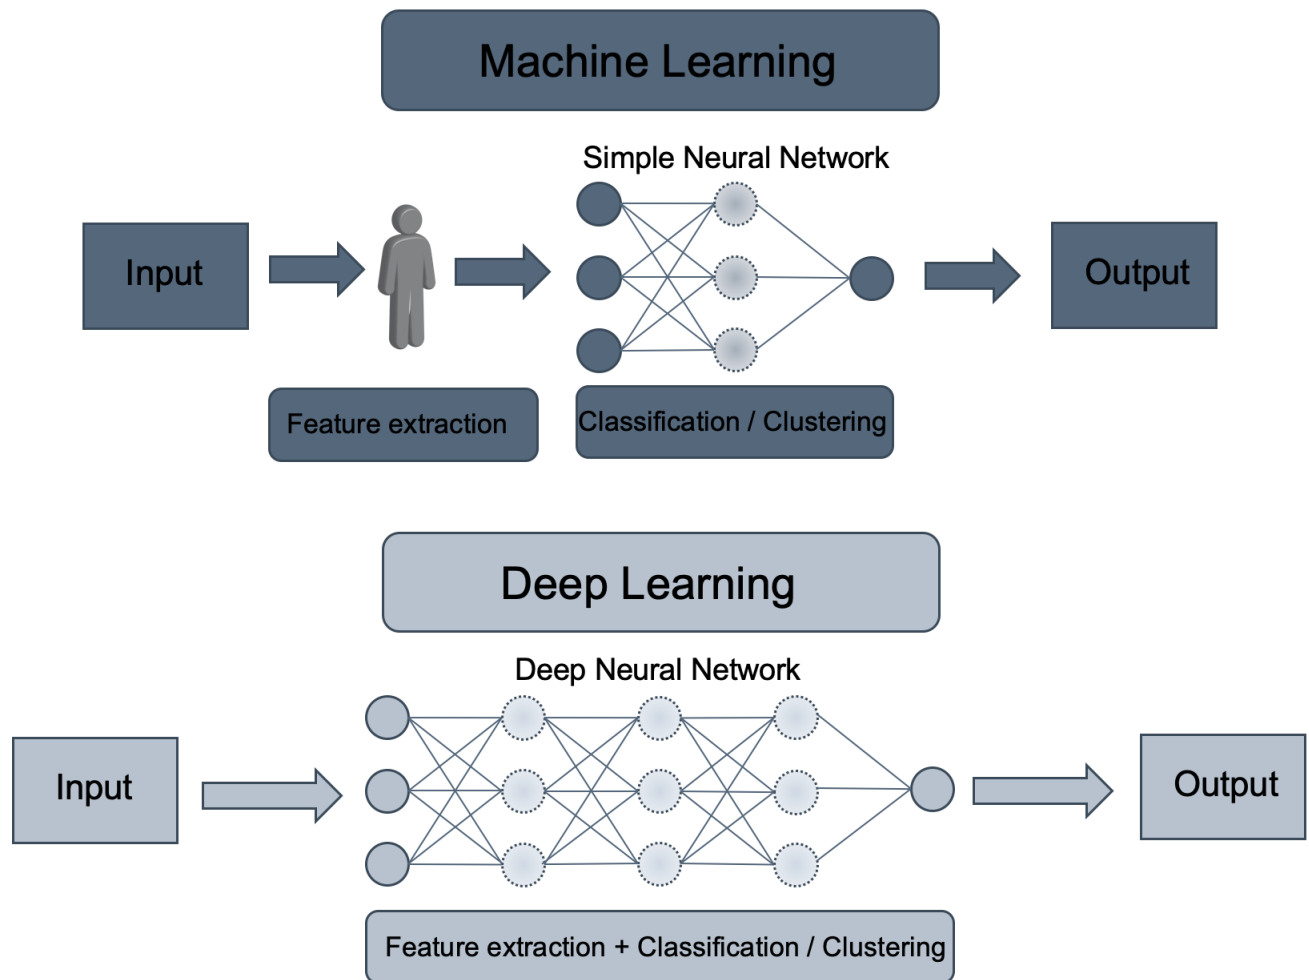 Machine Learning
Simple Neural Network
Input
Output
Feature extraction
Classification / Clustering
Deep Learning
Deep Neural Network
Input
Output
Feature extraction + Classification / Clustering